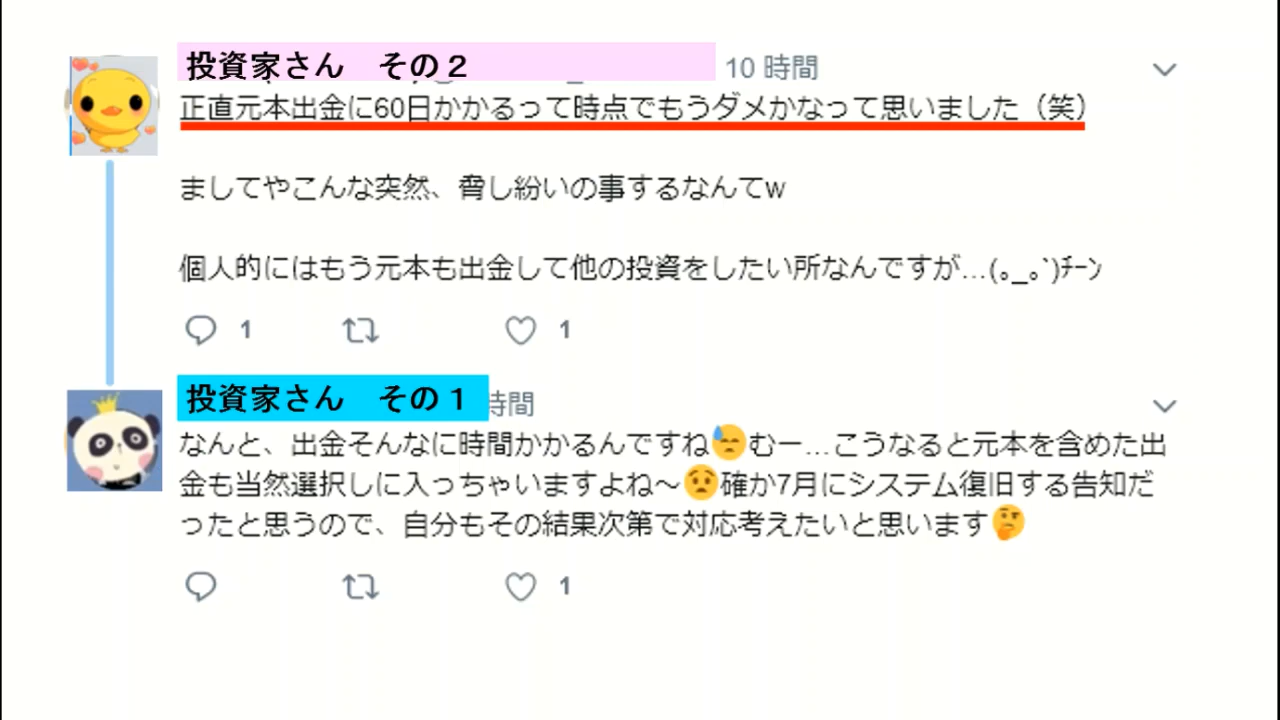 投資家さん　その２
10 時間
正直元本出金に60日かかるって時点でもうダメかなって思いました（笑）
ましてやこんな突然、脅し紛いの事するなんてw
個人的にはもう元本も出金して他の投資をしたい所なんですが…(｡_｡`)ﾁｰﾝ
1
1
投資家さん　その１
時間
なんと、出金そんなに時間かかるんですね😓むー…こうなると元本を含めた出
金も当然選択しに入っちゃいますよね～😟確か7月にシステム復旧する告知だ
ったと思うので、自分もその結果次第で対応考えたいと思います🤔
1